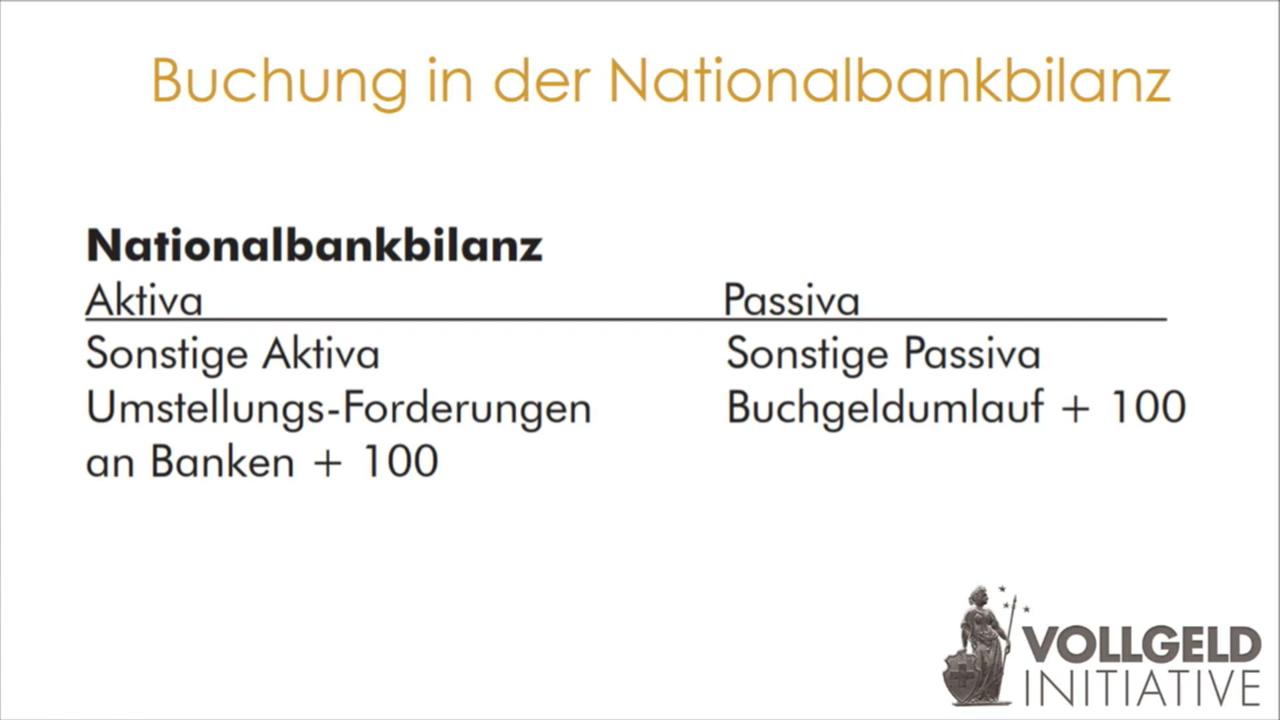 Buchung in der Nationalbankbilanz
Nationalbankbilanz
Aktiva Passiva
Sonstige Aktiva Sonstige Passiva
Umstellungs-Forderungen Buchgeldumlauf + 100
an Banken + 100
VOLLGELD
INITIATIVE